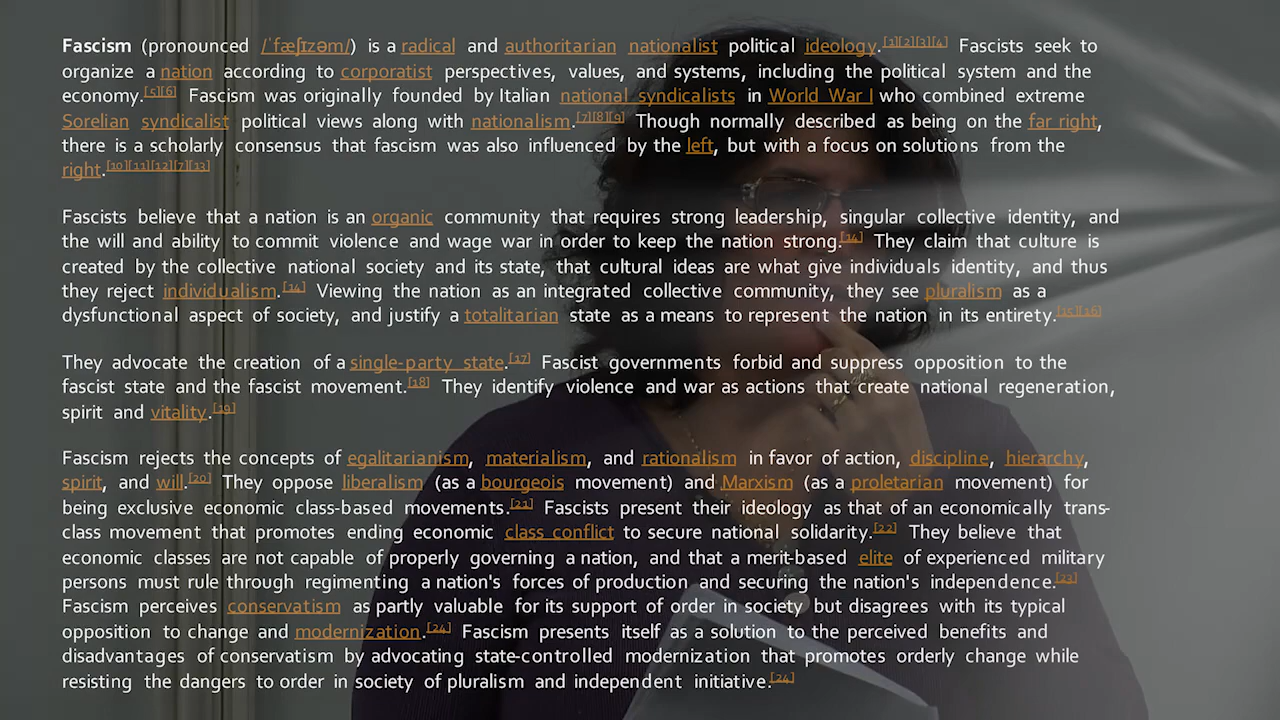 Fascism (pronounced /ˈfæʃɪzəm/) is a radical and authoritarian nationalist political ideology.[1][2][3][4] Fascists seek to
organize a nation according to corporatist perspectives, values, and systems, including the political system and the
economy.[5][6] Fascism was originally founded by Italian national syndicalists in World War I who combined extreme
Sorelian syndicalist political views along with nationalism.[7][8][9] Though normally described as being on the far right,
there is a scholarly consensus that fascism was also influenced by the left, but with a focus on solutions from the
right.[10][11][12][7][13]
Fascists believe that a nation is an organic community that requires strong leadership, singular collective identity, and
the will and ability to commit violence and wage war in order to keep the nation strong.[14] They claim that culture is
created by the collective national society and its state, that cultural ideas are what give individuals identity, and thus
they reject individualism.[14] Viewing the nation as an integrated collective community, they see pluralism as a
dysfunctional aspect of society, and justify a totalitarian state as a means to represent the nation in its entirety.[15][16]
They advocate the creation of a single-party state.[17] Fascist governments forbid and suppress opposition to the
fascist state and the fascist movement.[18] They identify violence and war as actions that create national regeneration,
spirit and vitality.[19]
Fascism rejects the concepts of egalitarianism, materialism, and rationalism in favor of action, discipline, hierarchy,
spirit, and will.[20] They oppose liberalism (as a bourgeois movement) and Marxism (as a proletarian movement) for
being exclusive economic class-based movements.[21] Fascists present their ideology as that of an economically trans-
class movement that promotes ending economic class conflict to secure national solidarity.[22] They believe that
economic classes are not capable of properly governing a nation, and that a merit-based elite of experienced military
persons must rule through regimenting a nation's forces of production and securing the nation's independence.[23]
Fascism perceives conservatism as partly valuable for its support of order in society but disagrees with its typical
opposition to change and modernization.[24] Fascism presents itself as a solution to the perceived benefits and
disadvantages of conservatism by advocating state-controlled modernization that promotes orderly change while
resisting the dangers to order in society of pluralism and independent initiative.[24]